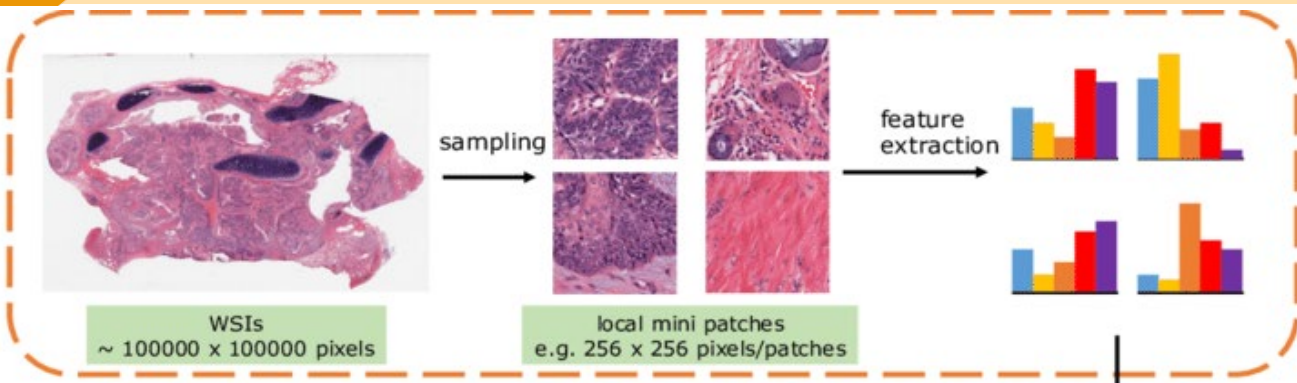 sampling
feature
extraction
WSIs
~ 100000 x 100000 pixels
local mini patches
e.g. 256 x 256 pixels/patches